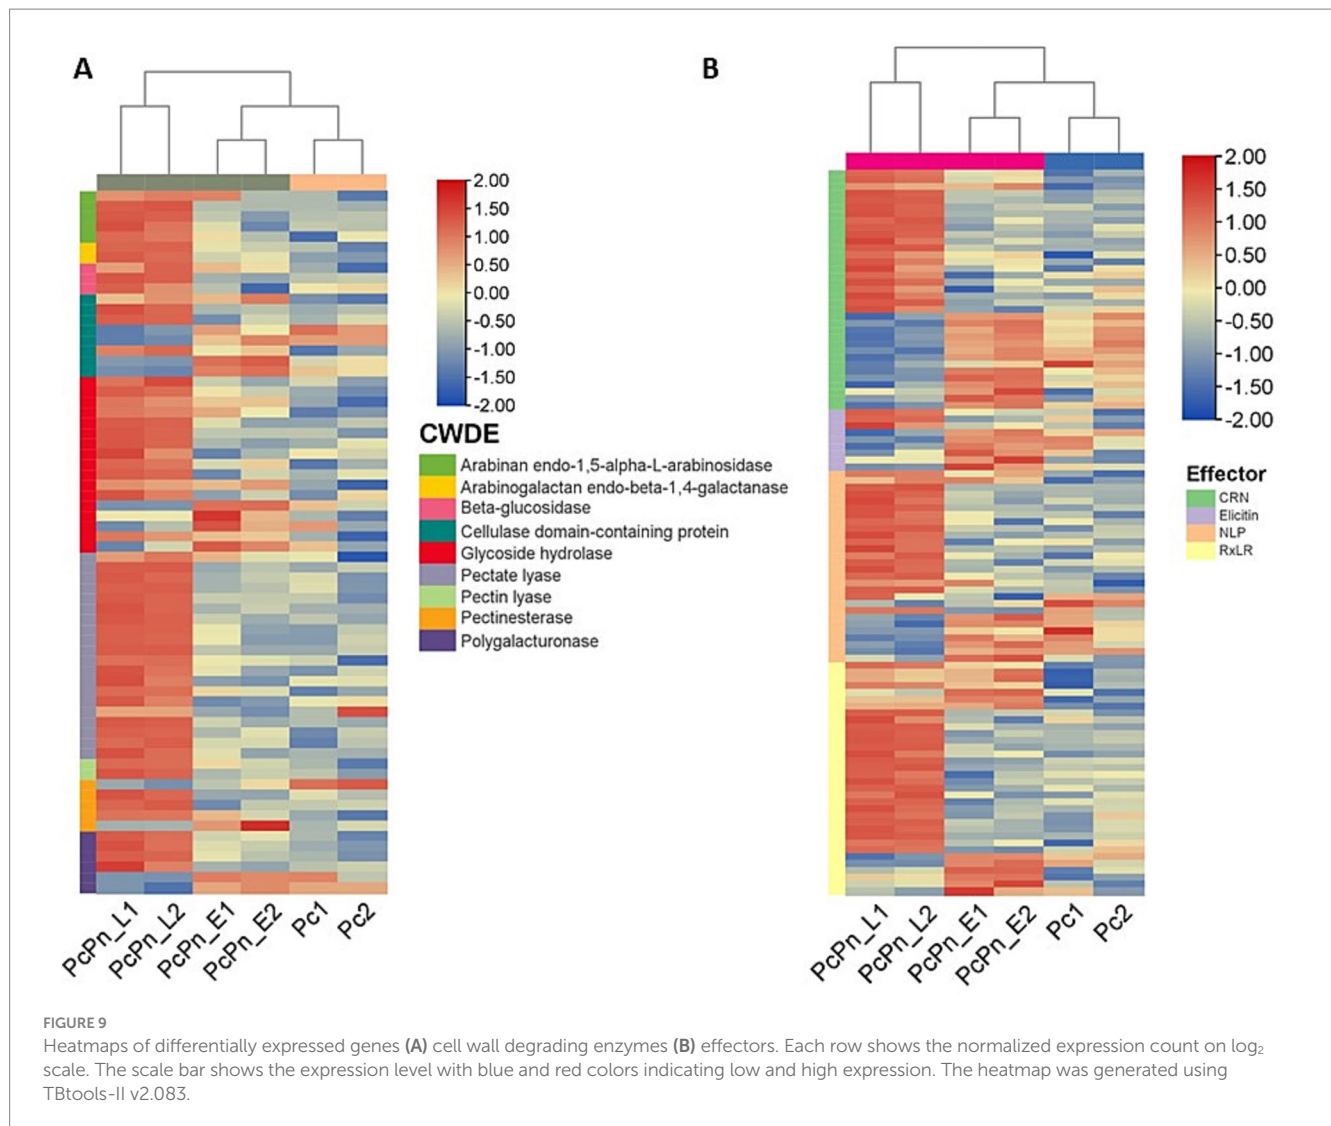 A
2.00
1.50
1.00
0.50
0.00
-0.50
-1.00
-1.50
-2.00
CWDE
Arabinan endo-1,5-alpha-L-arabinosidase
Arabinogalactan endo-beta-1,4-galactanase
Beta-glucosidase
Cellulase domain-containing protein
Glycoside hydrolase
Pectate lyase
Pectin lyase
Pectinesterase
Polygalacturonase
PcPn_L1
PcPn_L2
PcPn_E1
PcPn_E2
Pc1
Pc2
B
2.00
1.50
1.00
0.50
0.00
-0.50
-1.00
-1.50
-2.00
Effector
CRN
Elicitin
NLP
RxLR
PcPn_L1
PcPn_L2
PcPn_E1
PcPn_E2
Pc1
Pc2
FIGURE 9
Heatmaps of differentially expressed genes (A) cell wall degrading enzymes (B) effectors. Each row shows the normalized expression count on log₂
scale. The scale bar shows the expression level with blue and red colors indicating low and high expression. The heatmap was generated using
TBtools-II v2.083.